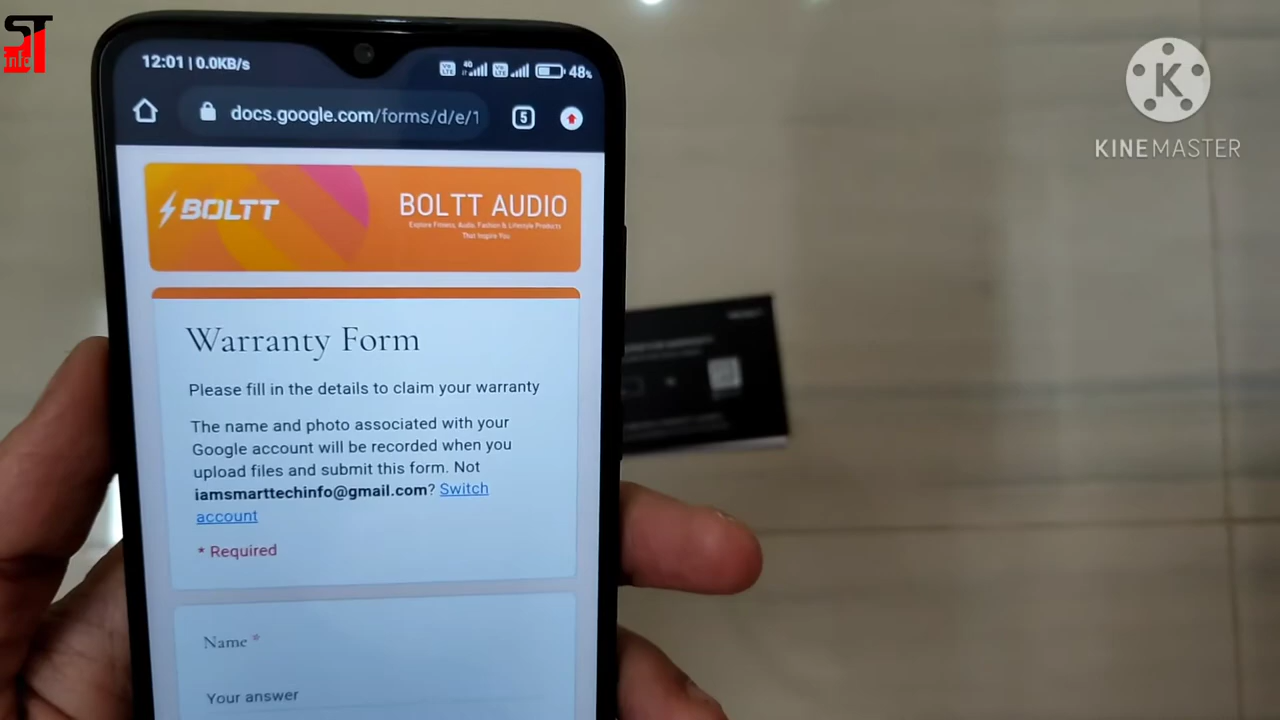 ST
info
12:01 | 0.0KB/s
4G
48%
docs.google.com/forms/d/e/1
5
BOLTT
BOLTT AUDIO
Explore Fitness, Audio, Fashion & Lifestyle Products
That Inspire You
Warranty Form
Please fill in the details to claim your warranty
The name and photo associated with your
Google account will be recorded when you
upload files and submit this form. Not
iamsmarttechinfo@gmail.com? Switch
account
* Required
Name *
Your answer
K
KINEMASTER